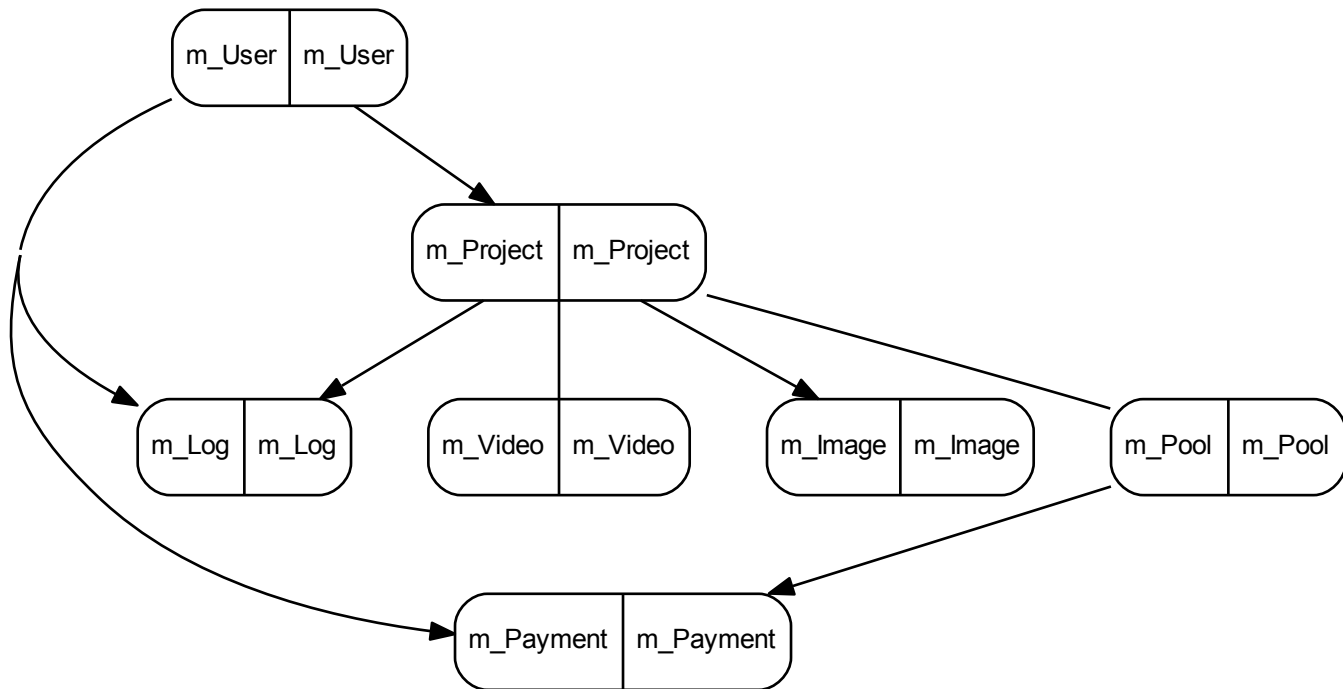 m_User m_User
m_Project m_Project
m_Log m_Log
m_Video m_Video
m_Image m_Image
m_Pool m_Pool
m_Payment m_Payment